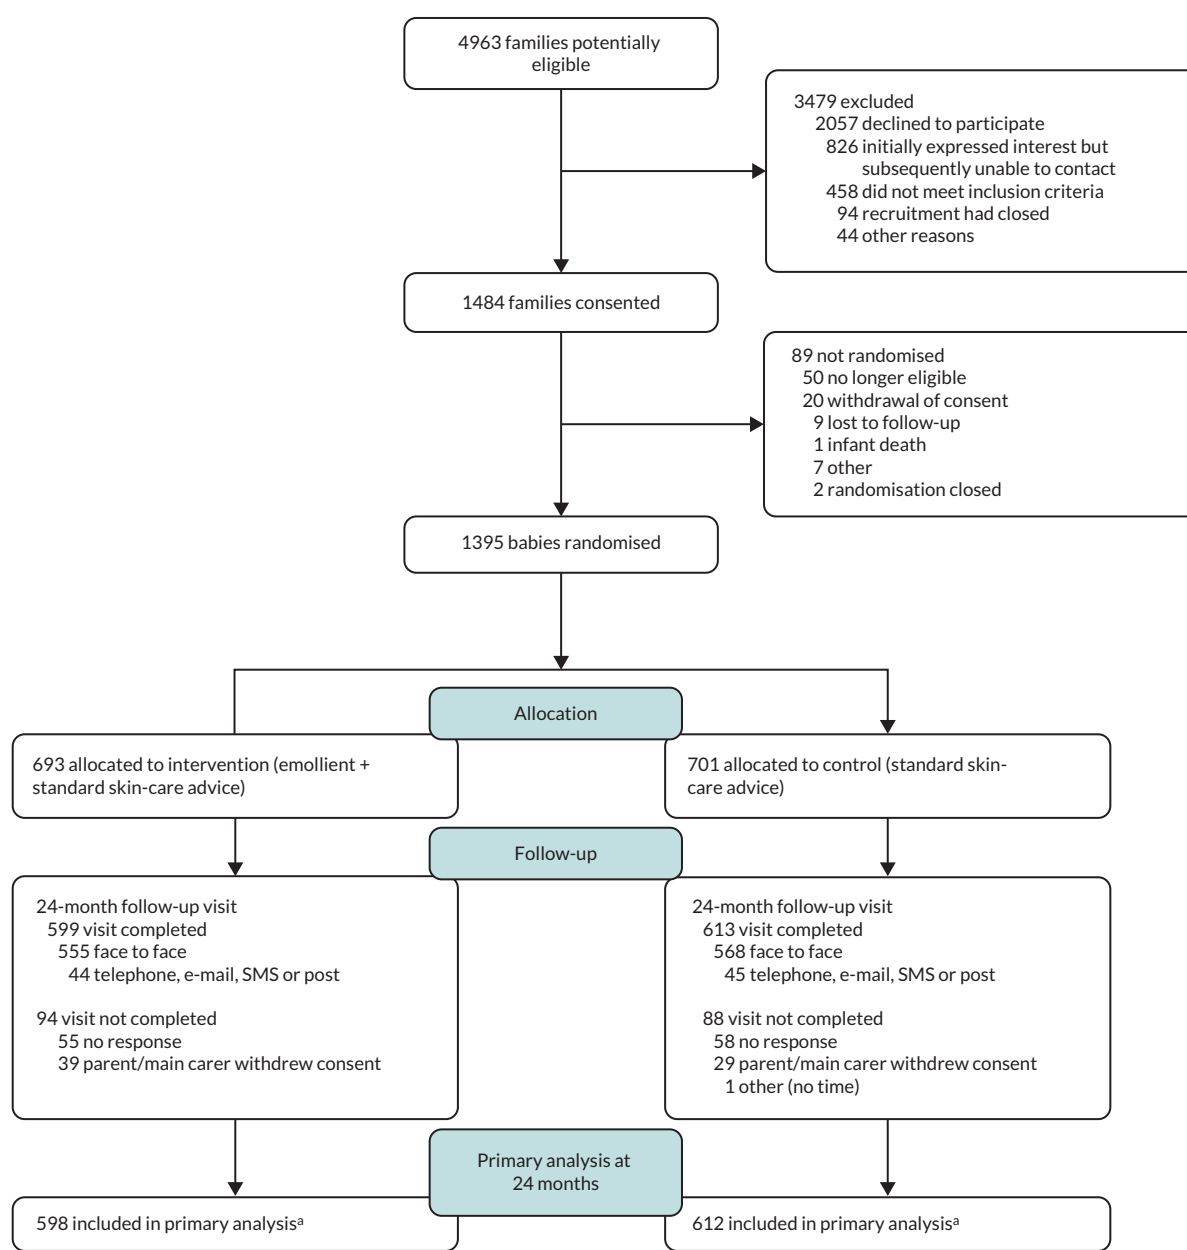 4963 families potentially
eligible
3479 excluded
2057 declined to participate
826 initially expressed interest but
subsequently unable to contact
458 did not meet inclusion criteria
94 recruitment had closed
44 other reasons
1484 families consented
89 not randomised
50 no longer eligible
20 withdrawal of consent
9 lost to follow-up
1 infant death
7 other
2 randomisation closed
1395 babies randomised
Allocation
693 allocated to intervention (emollient +
standard skin-care advice)
701 allocated to control (standard skin-
care advice)
Follow-up
24-month follow-up visit
599 visit completed
555 face to face
44 telephone, e-mail, SMS or post
94 visit not completed
55 no response
39 parent/main carer withdrew consent
24-month follow-up visit
613 visit completed
568 face to face
45 telephone, e-mail, SMS or post
88 visit not completed
58 no response
29 parent/main carer withdrew consent
1 other (no time)
Primary analysis at
24 months
598 included in primary analysisᵃ
612 included in primary analysisᵃ